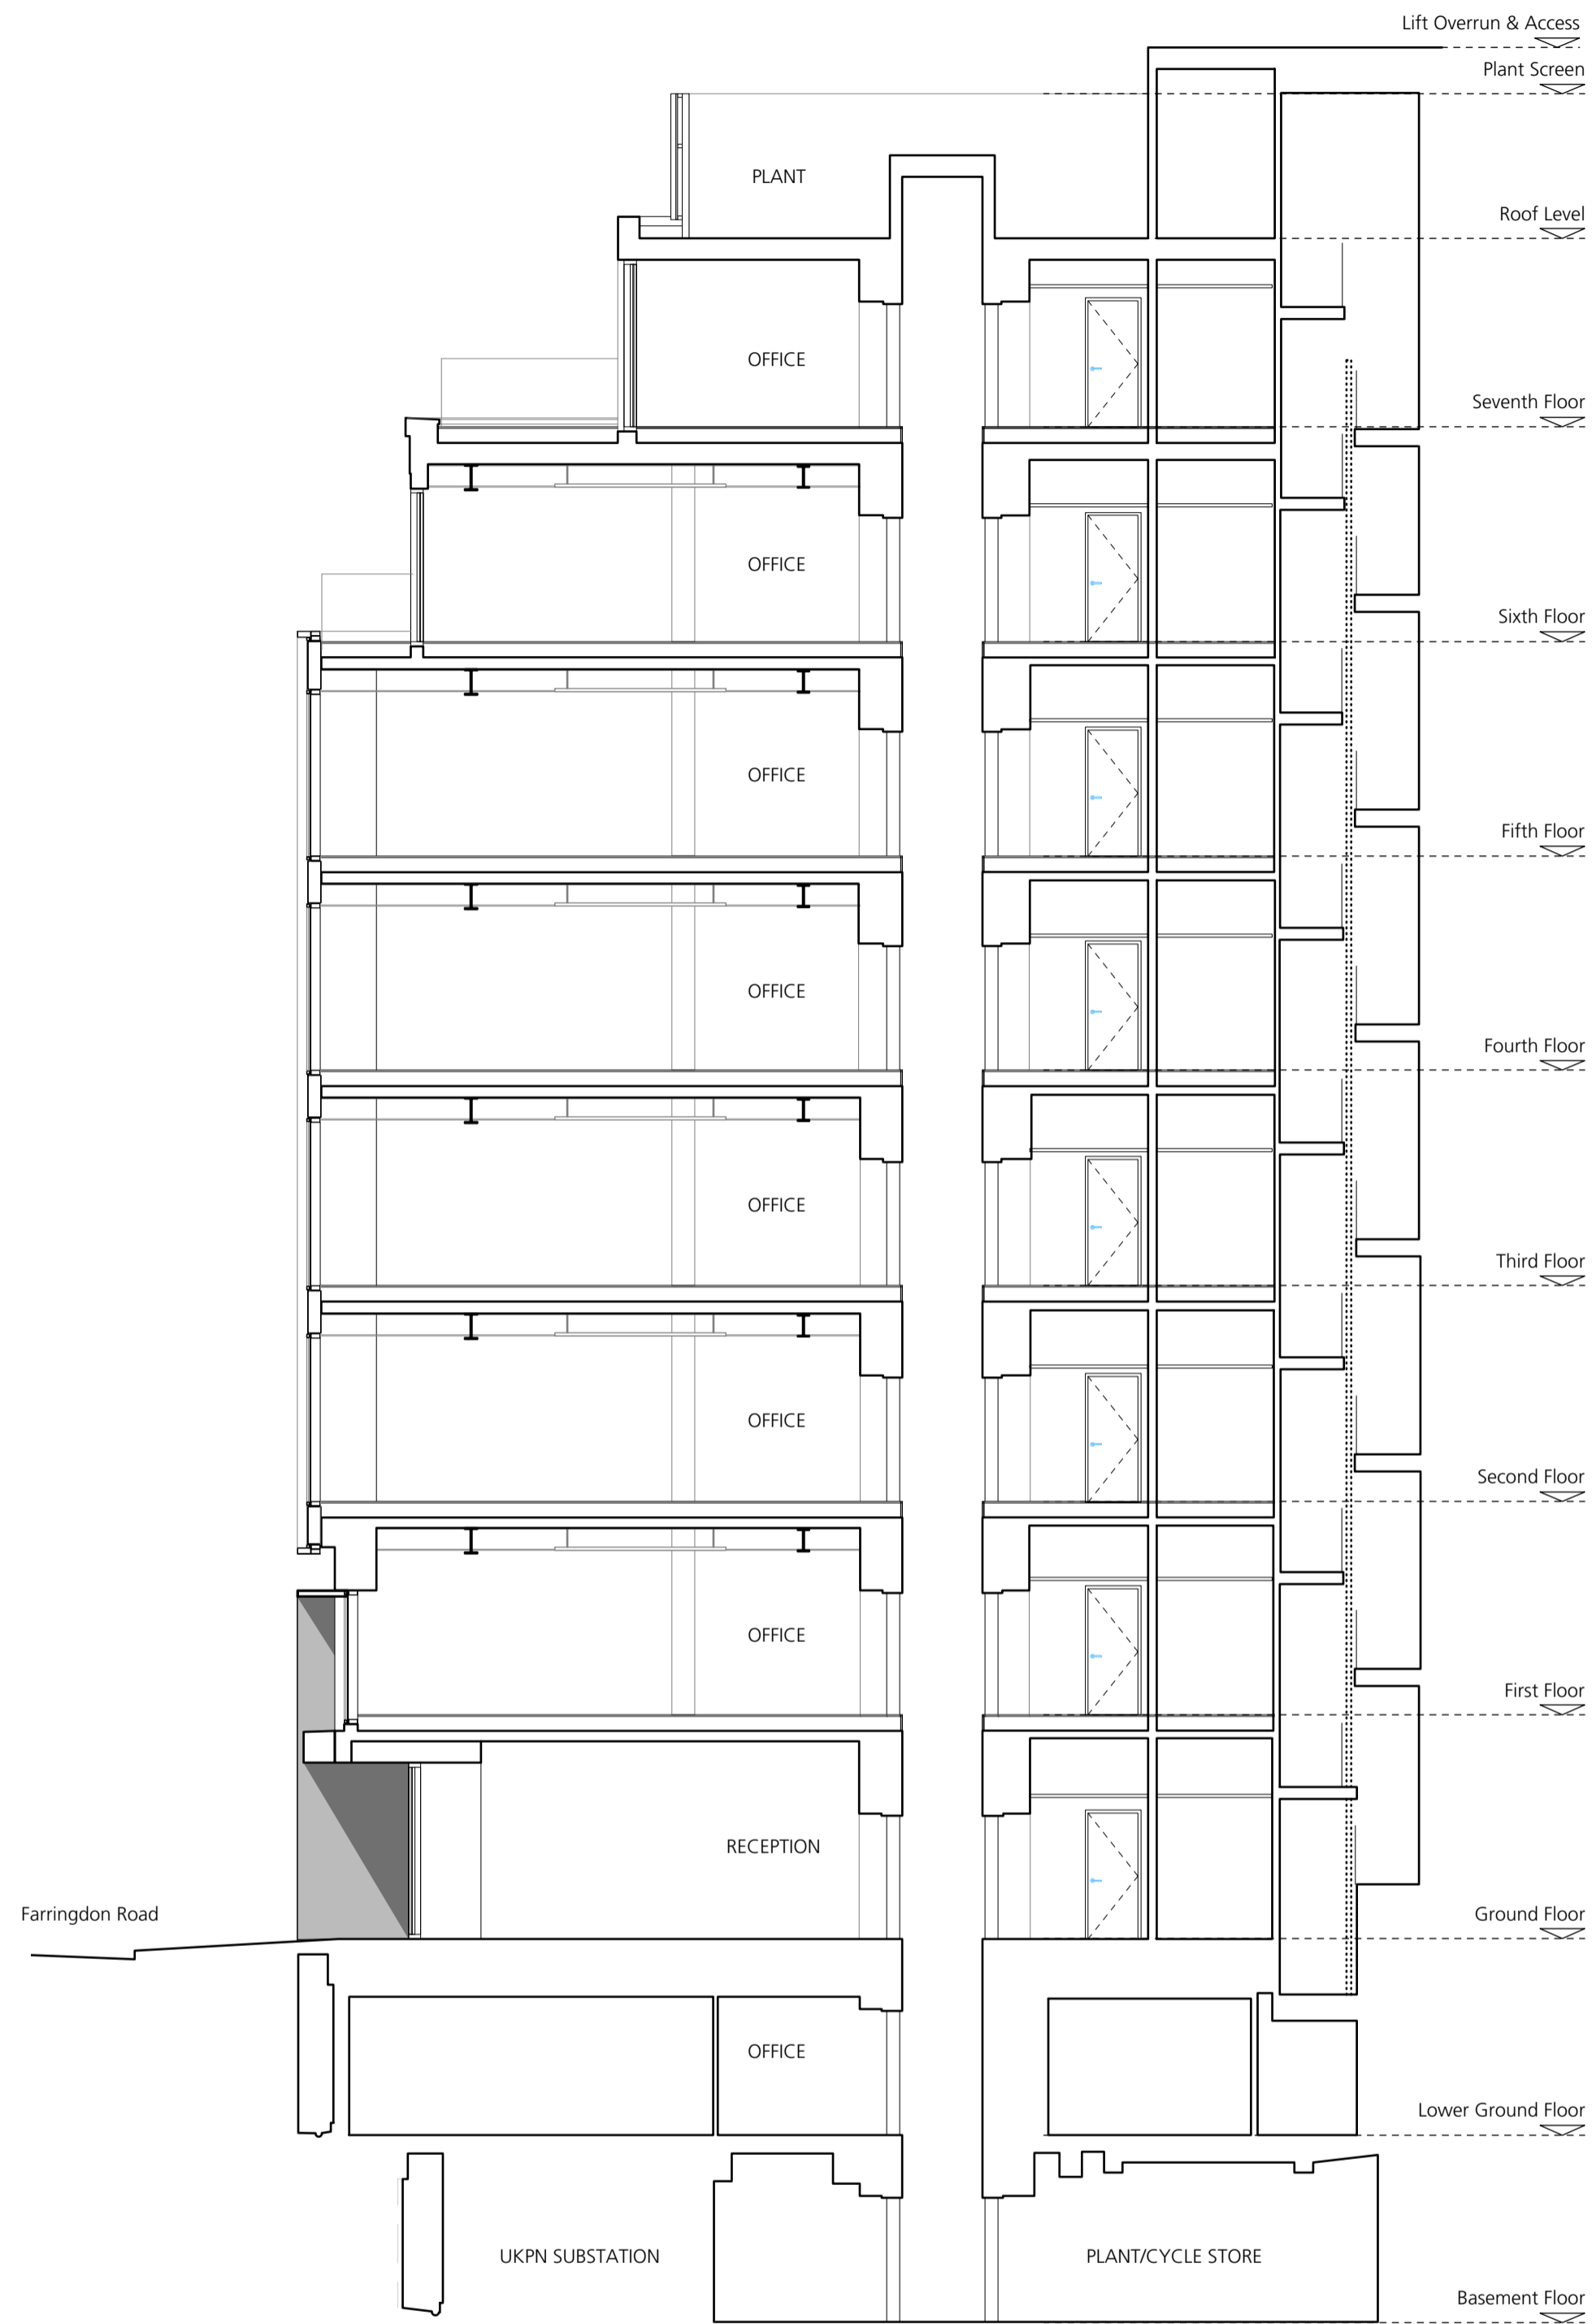 Lift Overrun & Access
Plant Screen
PLANT
Roof Level
OFFICE
Seventh Floor
OFFICE
Sixth Floor
OFFICE
Fifth Floor
OFFICE
Fourth Floor
OFFICE
Third Floor
OFFICE
Second Floor
OFFICE
First Floor
RECEPTION
Farringdon Road
Ground Floor
OFFICE
Lower Ground Floor
UKPN SUBSTATION
PLANT/CYCLE STORE
Basement Floor